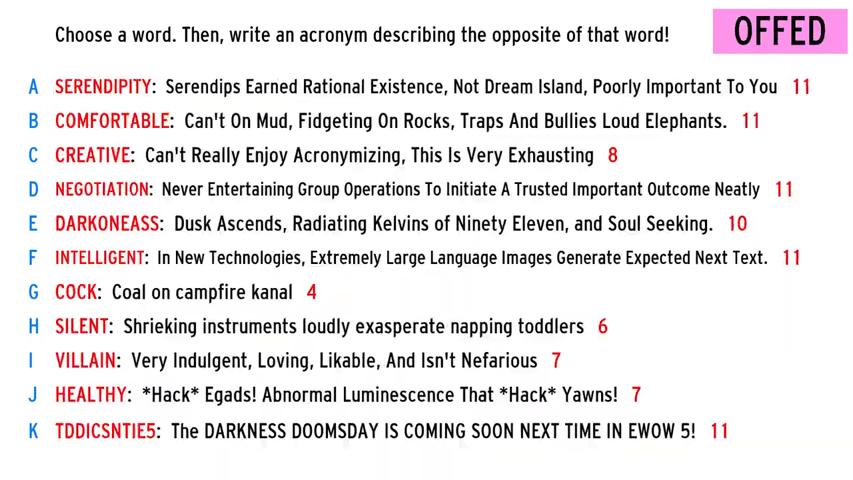 Choose a word. Then, write an acronym describing the opposite of that word!
OFFED
A SERENDIPITY: Serendips Earned Rational Existence, Not Dream Island, Poorly Important To You 11
B COMFORTABLE: Can't On Mud, Fidgeting On Rocks, Traps And Bullies Loud Elephants. 11
C CREATIVE: Can't Really Enjoy Acronymizing, This Is Very Exhausting 8
D NEGOTIATION: Never Entertaining Group Operations To Initiate A Trusted Important Outcome Neatly 11
E DARKONEASS: Dusk Ascends, Radiating Kelvins of Ninety Eleven, and Soul Seeking. 10
F INTELLIGENT: In New Technologies, Extremely Large Language Images Generate Expected Next Text. 11
G COCK: Coal on campfire kanal 4
H SILENT: Shrieking instruments loudly exasperate napping toddlers 6
I VILLAIN: Very Indulgent, Loving, Likable, And Isn't Nefarious 7
J HEALTHY: *Hack* Egads! Abnormal Luminescence That *Hack* Yawns! 7
K TDDICSNTIE5: The DARKNESS DOOMSDAY IS COMING SOON NEXT TIME IN EWOW 5! 11